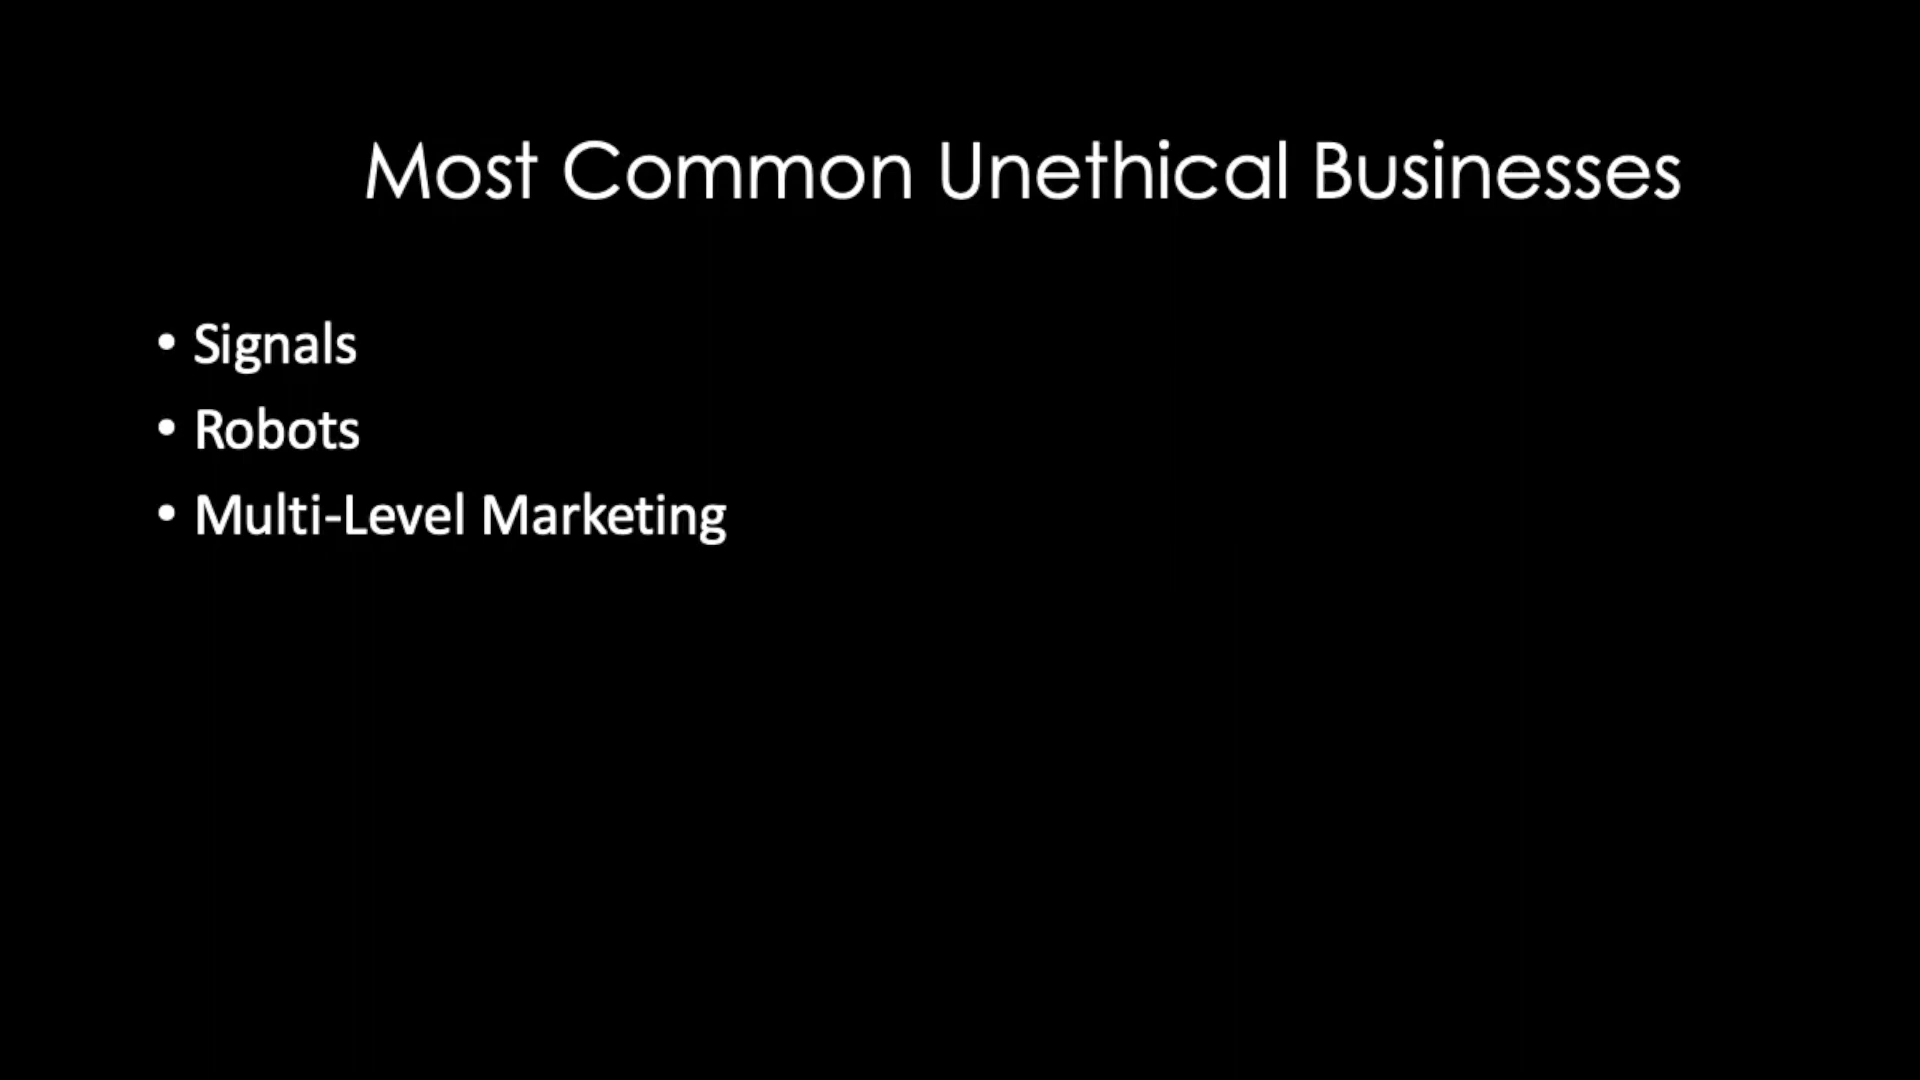 Most Common Unethical Businesses
• Signals
• Robots
• Multi-Level Marketing